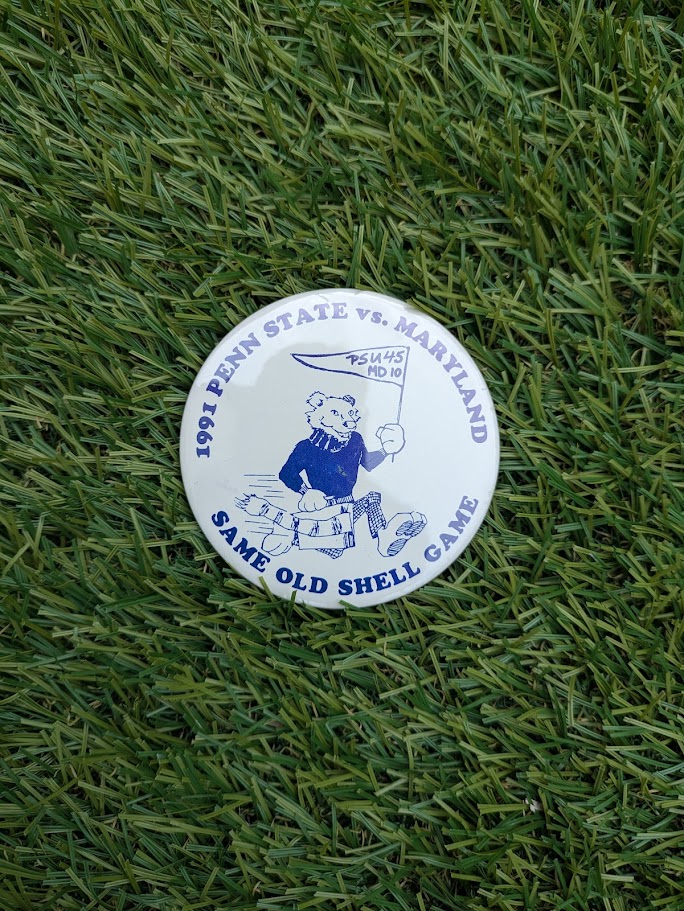 1991 PENN STATE vs. MARYLAND
PSU 45
MD 10
SAME OLD SHELL GAME